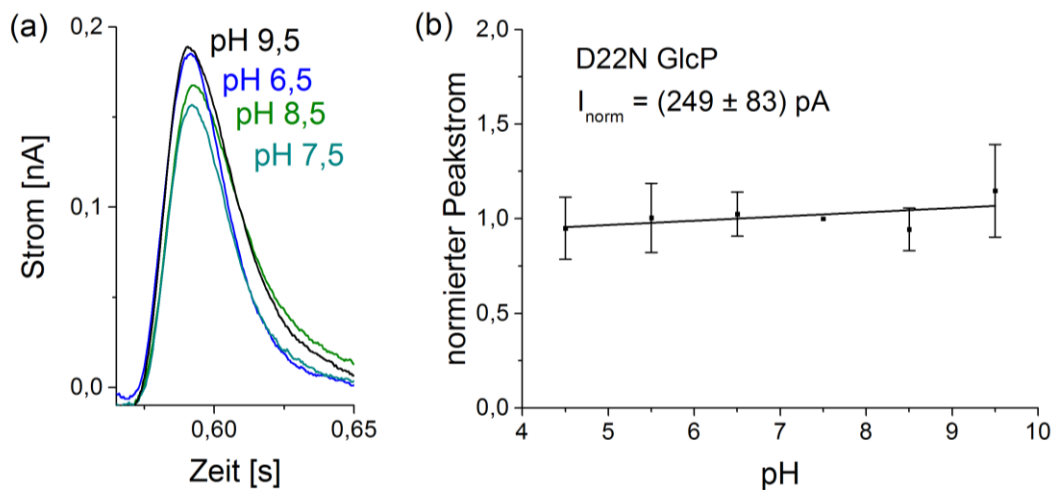 (a)
0,2
0,1
0,0
Strom [nA]
pH 9,5
pH 6,5
pH 8,5
pH 7,5
0,60
0,65
Zeit [s]
(b)
2,0
1,5
1,0
0,5
0,0
normierter Peakstrom
D22N GlcP
Inorm = (249 ± 83) pA
4
5
6
7
8
9
10
pH